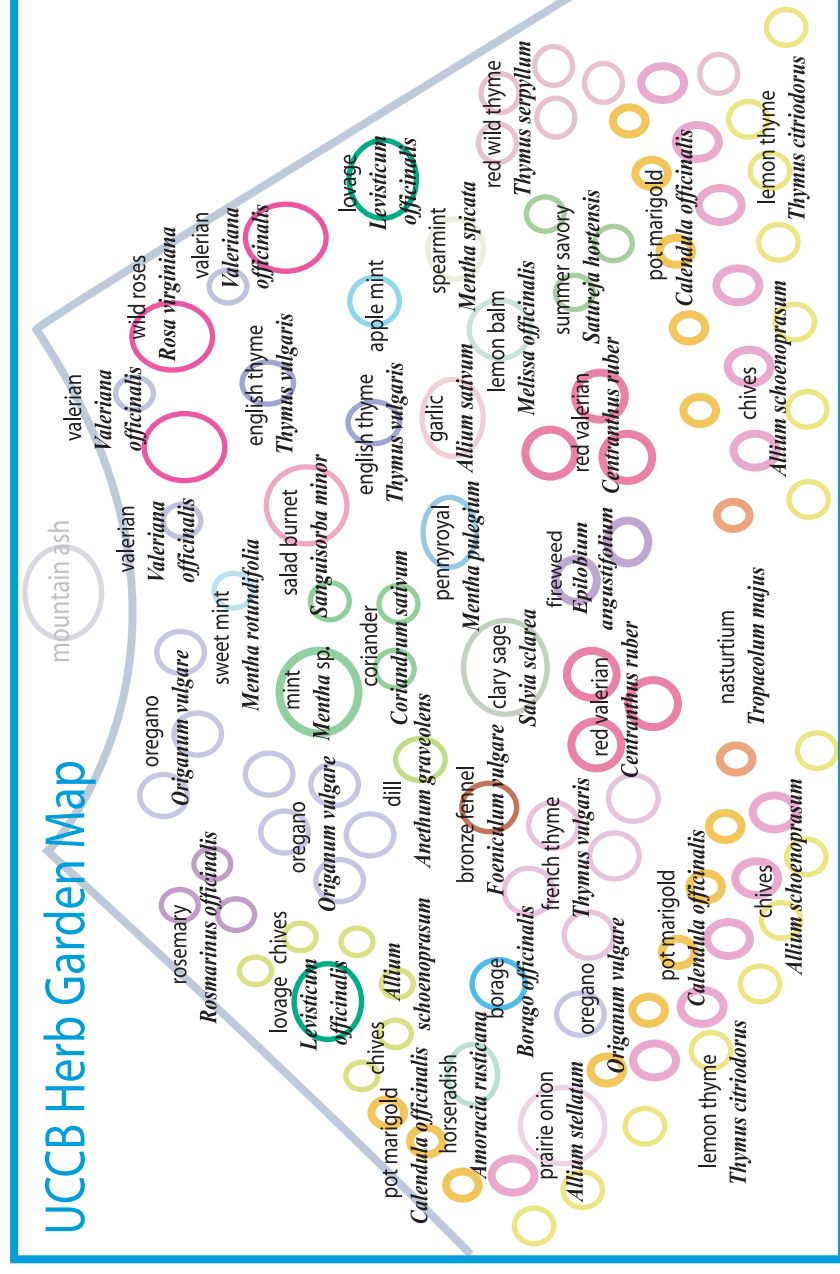 UCCB Herb Garden Map
mountain ash
valerian
Valeriana
officinalis
wild roses
Rosa virginiana
valerian
Valeriana
officinalis
valerian
Valeriana
officinalis
oregano
Origanum vulgare
rosemary
Rosmarinus officinalis
sweet mint
Mentha rotundifolia
english thyme
Thymus vulgaris
salad burnet
Sanguisorba minor
mint
Mentha sp.
oregano
Origanum vulgare
chives
lovage
Levisticum
officinalis
lovage
Levisticum
officinalis
apple mint
english thyme
Thymus vulgaris
coriander
Coriandrum sativum
dill
Anethum graveolens
Allium
schoenoprasum
chives
pot marigold
Calendula officinalis
spearmint
Mentha spicata
garlic
Allium sativum
pennyroyal
Mentha pulegium
clary sage
Salvia sclarea
bronze fennel
Foeniculum vulgare
borage
Borago officinalis
horseradish
Amoracia rusticana
red wild thyme
Thymus serpyllum
lemon balm
Melissa officinalis
summer savory
Satureja hortensis
red valerian
Centranthus ruber
fireweed
Epilobium
angustifolium
red valerian
Centranthus ruber
french thyme
Thymus vulgaris
oregano
Origanum vulgare
prairie onion
Allium stellatum
pot marigold
Calendula officinalis
pot marigold
Calendula officinalis
lemon thyme
Thymus citriodorus
chives
Allium schoenoprasum
nasturtium
Tropaeolum majus
chives
Allium schoenoprasum
lemon thyme
Thymus citriodorus